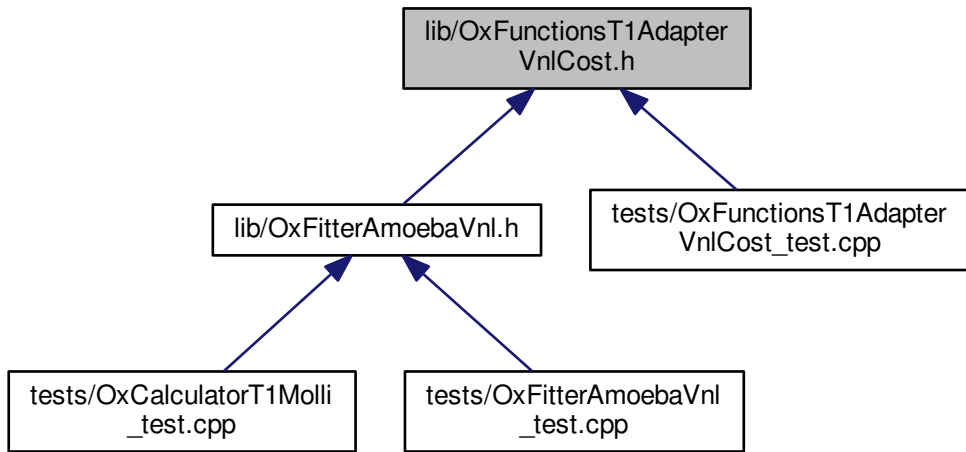 lib/OxFunctionsT1Adapter
VnlCost.h
lib/OxFitterAmoebaVnl.h
tests/OxFunctionsT1Adapter
VnlCost_test.cpp
tests/OxCalculatorT1Molli
_test.cpp
tests/OxFitterAmoebaVnl
_test.cpp